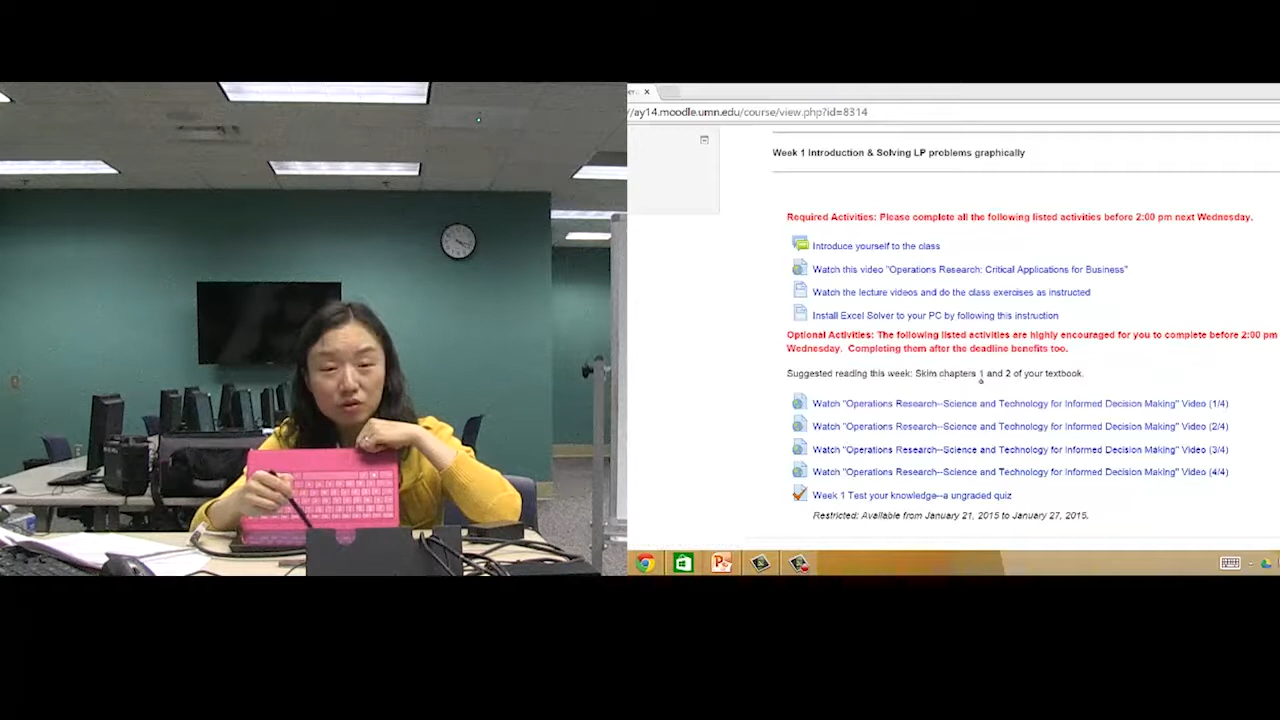 //ay14.moodle.umn.edu/course/view.php?id=8314
Week 1 Introduction & Solving LP problems graphically
Required Activities: Please complete all the following listed activities before 2:00 pm next Wednesday.
Introduce yourself to the class
Watch this video "Operations Research: Critical Applications for Business"
Watch the lecture videos and do the class exercises as instructed
Install Excel Solver to your PC by following this instruction
Optional Activities: The following listed activities are highly encouraged for you to complete before 2:00 pm
Wednesday. Completing them after the deadline benefits too.
Suggested reading this week: Skim chapters 1 and 2 of your textbook.
Watch "Operations Research--Science and Technology for Informed Decision Making" Video (1/4)
Watch "Operations Research--Science and Technology for Informed Decision Making" Video (2/4)
Watch "Operations Research--Science and Technology for Informed Decision Making" Video (3/4)
Watch "Operations Research--Science and Technology for Informed Decision Making" Video (4/4)
Week 1 Test your knowledge--a ungraded quiz
Restricted: Available from January 21, 2015 to January 27, 2015.